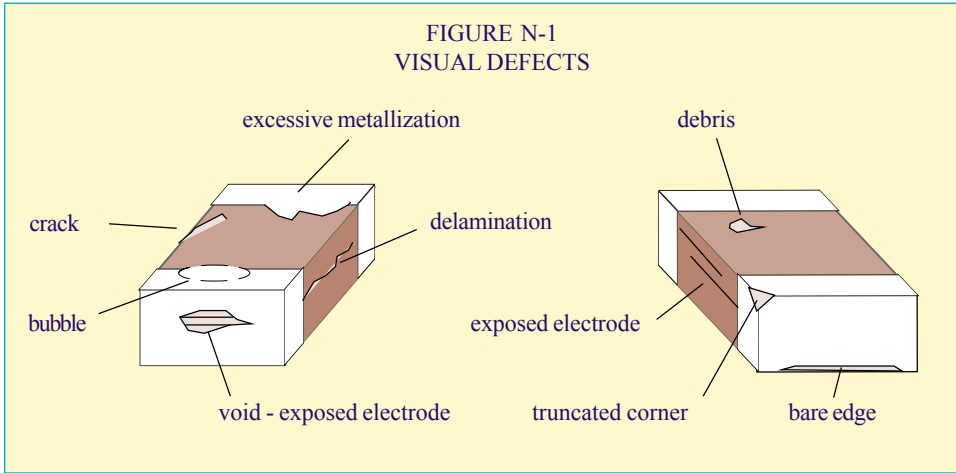 FIGURE N-1
VISUAL DEFECTS
excessive metallization
debris
crack
delamination
bubble
exposed electrode
void - exposed electrode
truncated corner
bare edge